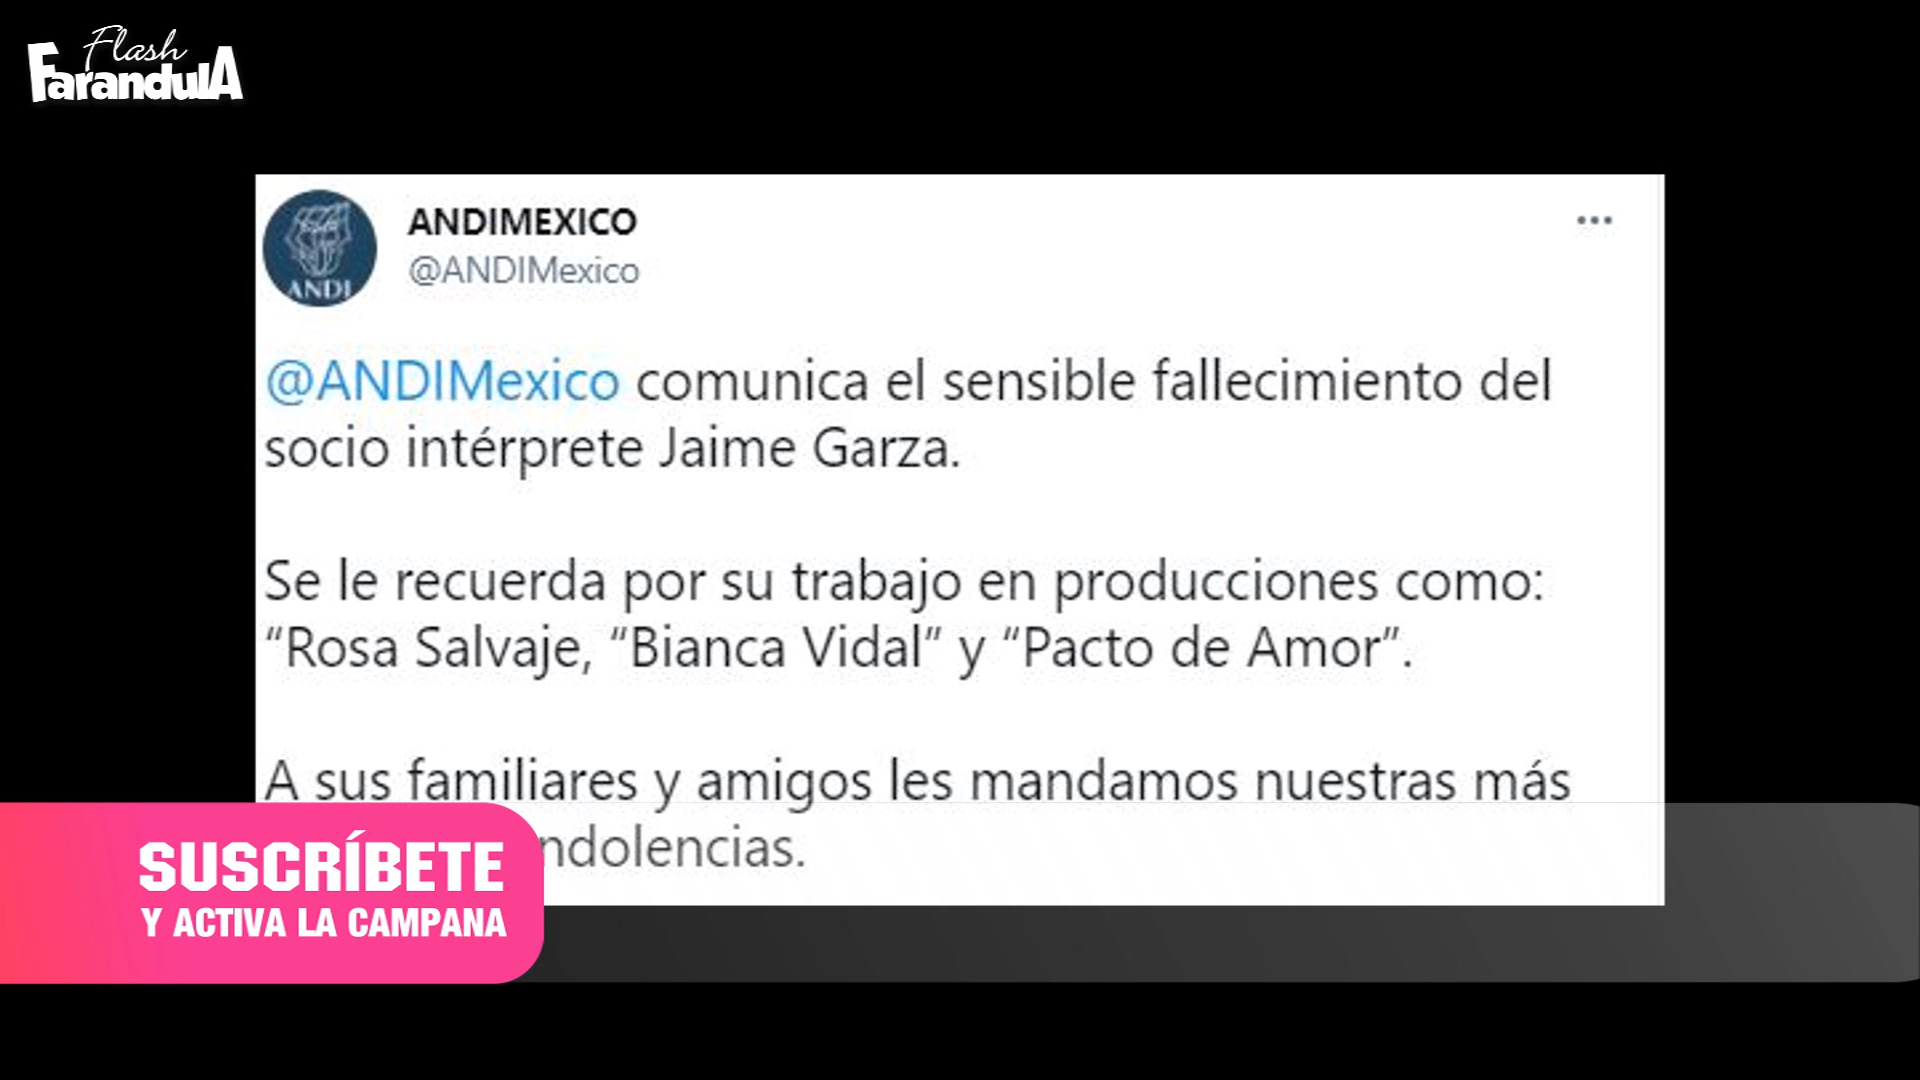 Flash
FarandulA
ANDIMEXICO
@ANDIMexico
ANDI
@ANDIMexico comunica el sensible fallecimiento del
socio intérprete Jaime Garza.
Se le recuerda por su trabajo en producciones como:
“Rosa Salvaje, “Bianca Vidal” y “Pacto de Amor”.
A sus familiares y amigos les mandamos nuestras más
ndolencias.
SUSCRÍBETE
Y ACTIVA LA CAMPANA